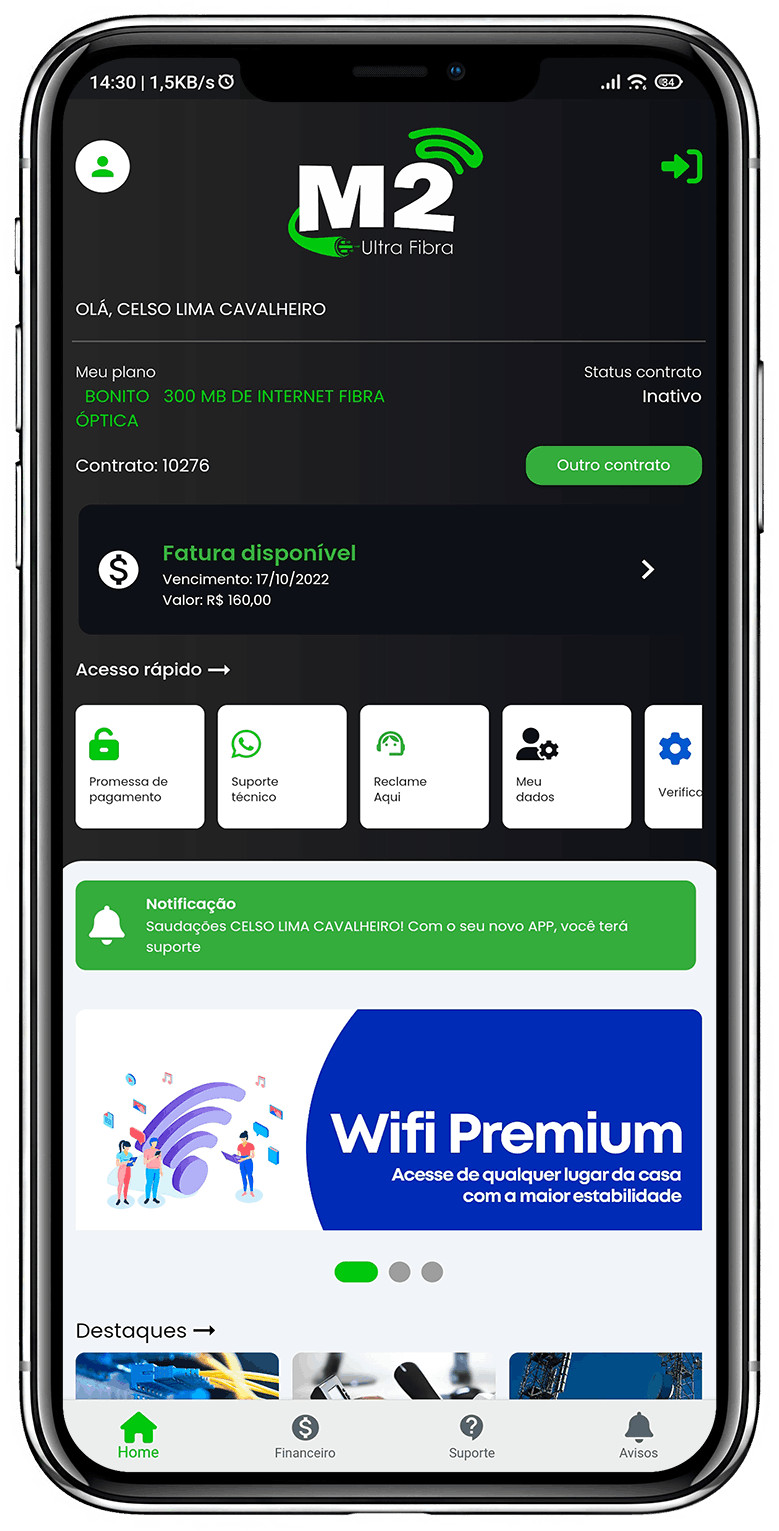 14:30 | 1,5KB/s
84
M2
Ultra Fibra
OLÁ, CELSO LIMA CAVALHEIRO
Meu plano
Status contrato
BONITO 300 MB DE INTERNET FIBRA
ÓPTICA
Inativo
Contrato: 10276
Outro contrato
Fatura disponível
Vencimento: 17/10/2022
Valor: R$ 160,00
Acesso rápido →
Promessa de
pagamento
Suporte
técnico
Reclame
Aqui
Meu
dados
Verific
Notificação
Saudações CELSO LIMA CAVALHEIRO! Com o seu novo APP, você terá
suporte
Wifi Premium
Acesse de qualquer lugar da casa
com a maior estabilidade
Destaques →
Home
Financeiro
Suporte
Avisos